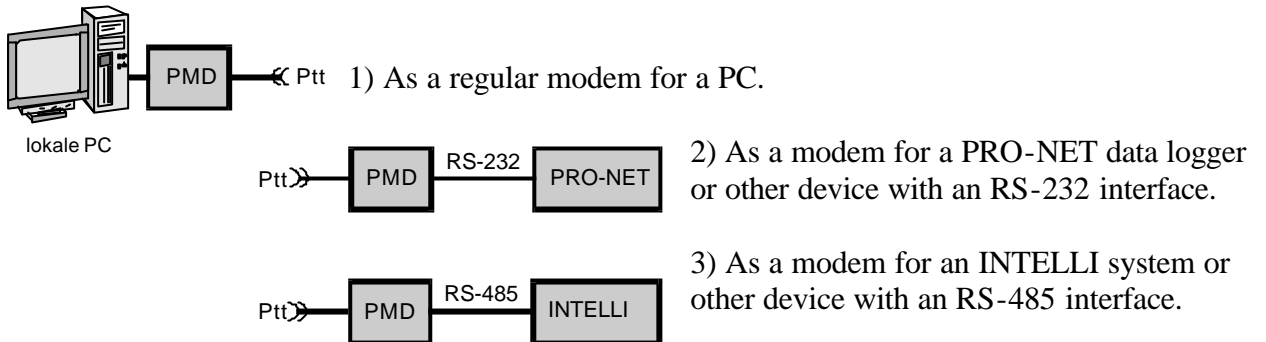 PMD
Ptt
1) As a regular modem for a PC.
lokale PC
Ptt
PMD
RS-232
PRO-NET
2) As a modem for a PRO-NET data logger
or other device with an RS-232 interface.
Ptt
PMD
RS-485
INTELLI
3) As a modem for an INTELLI system or
other device with an RS-485 interface.